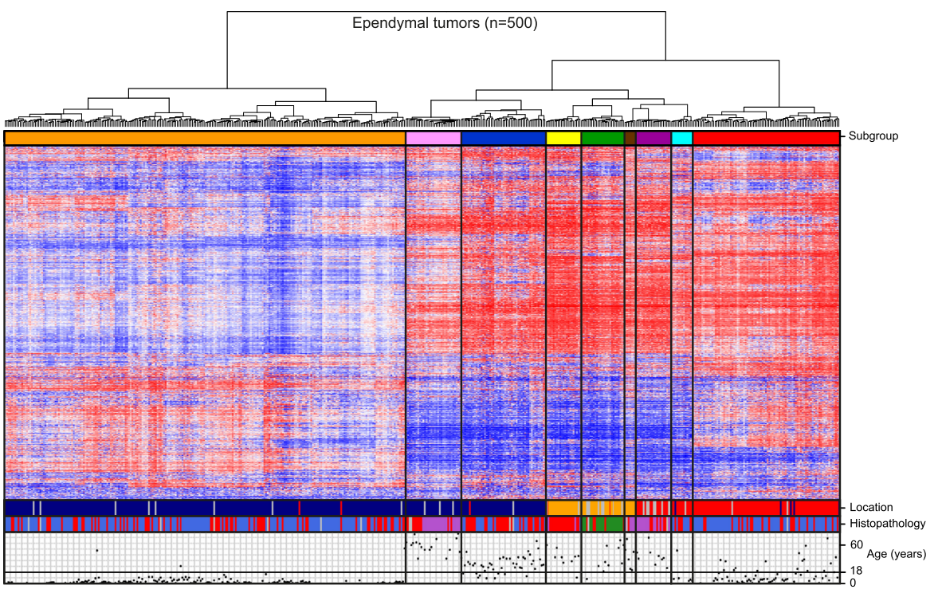 Ependymal tumors (n=500)
Subgroup
Location
Histopathology
60
Age (years)
18
0